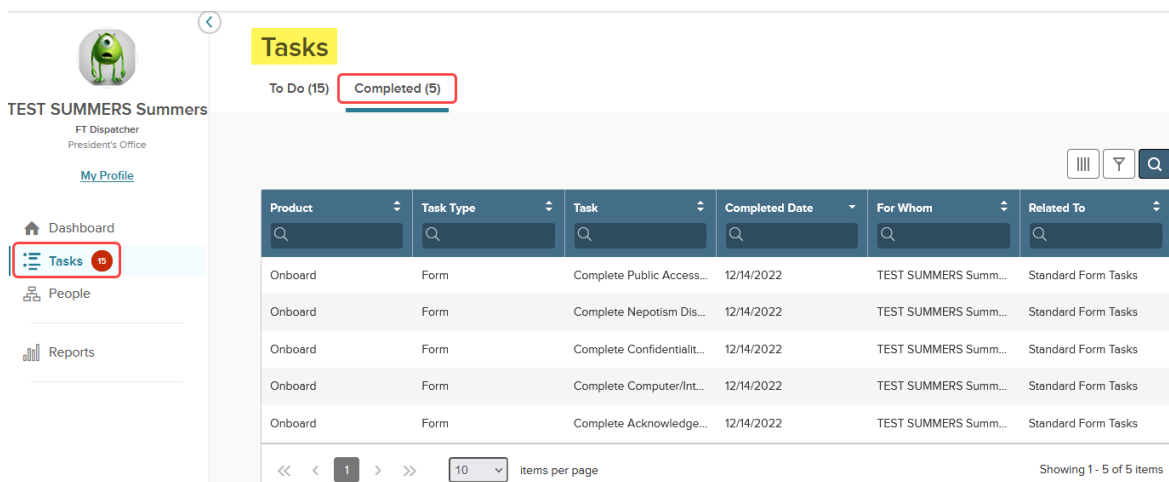 Tasks
To Do (15) Completed (5)
TEST SUMMERS Summers
FT Dispatcher
President's Office
My Profile
Dashboard
Tasks 15
People
Reports
Product Task Type Task Completed Date For Whom Related To
Onboard Form Complete Public Access... 12/14/2022 TEST SUMMERS Summ... Standard Form Tasks
Onboard Form Complete Nepotism Dis... 12/14/2022 TEST SUMMERS Summ... Standard Form Tasks
Onboard Form Complete Confidentialit... 12/14/2022 TEST SUMMERS Summ... Standard Form Tasks
Onboard Form Complete Computer/Int... 12/14/2022 TEST SUMMERS Summ... Standard Form Tasks
Onboard Form Complete Acknowledge... 12/14/2022 TEST SUMMERS Summ... Standard Form Tasks
1 10 items per page Showing 1 - 5 of 5 items